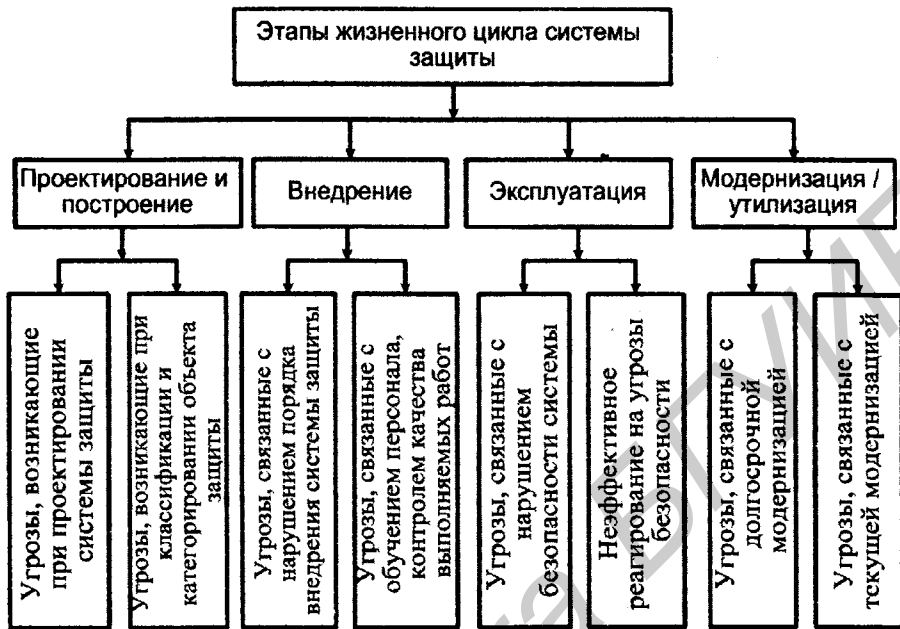 Этапы жизненного цикла системы
защиты
Проектирование и
построение
Внедрение
Эксплуатация
Модернизация /
утилизация
Угрозы, возникающие
при проектировании
системы защиты
Угрозы, возникающие при
классификации и
категорировании объекта
защиты
Угрозы, связанные с
нарушением порядка
внедрения системы защиты
Угрозы, связанные с
обучением персонала,
контролем качества
выполняемых работ
Угрозы, связанные с
нарушением
безопасности системы
Неэффективное
реагирование на угрозы
безопасности
Угрозы, связанные с
долгосрочной
модернизацией
Угрозы, связанные с
тскущей модернизацией